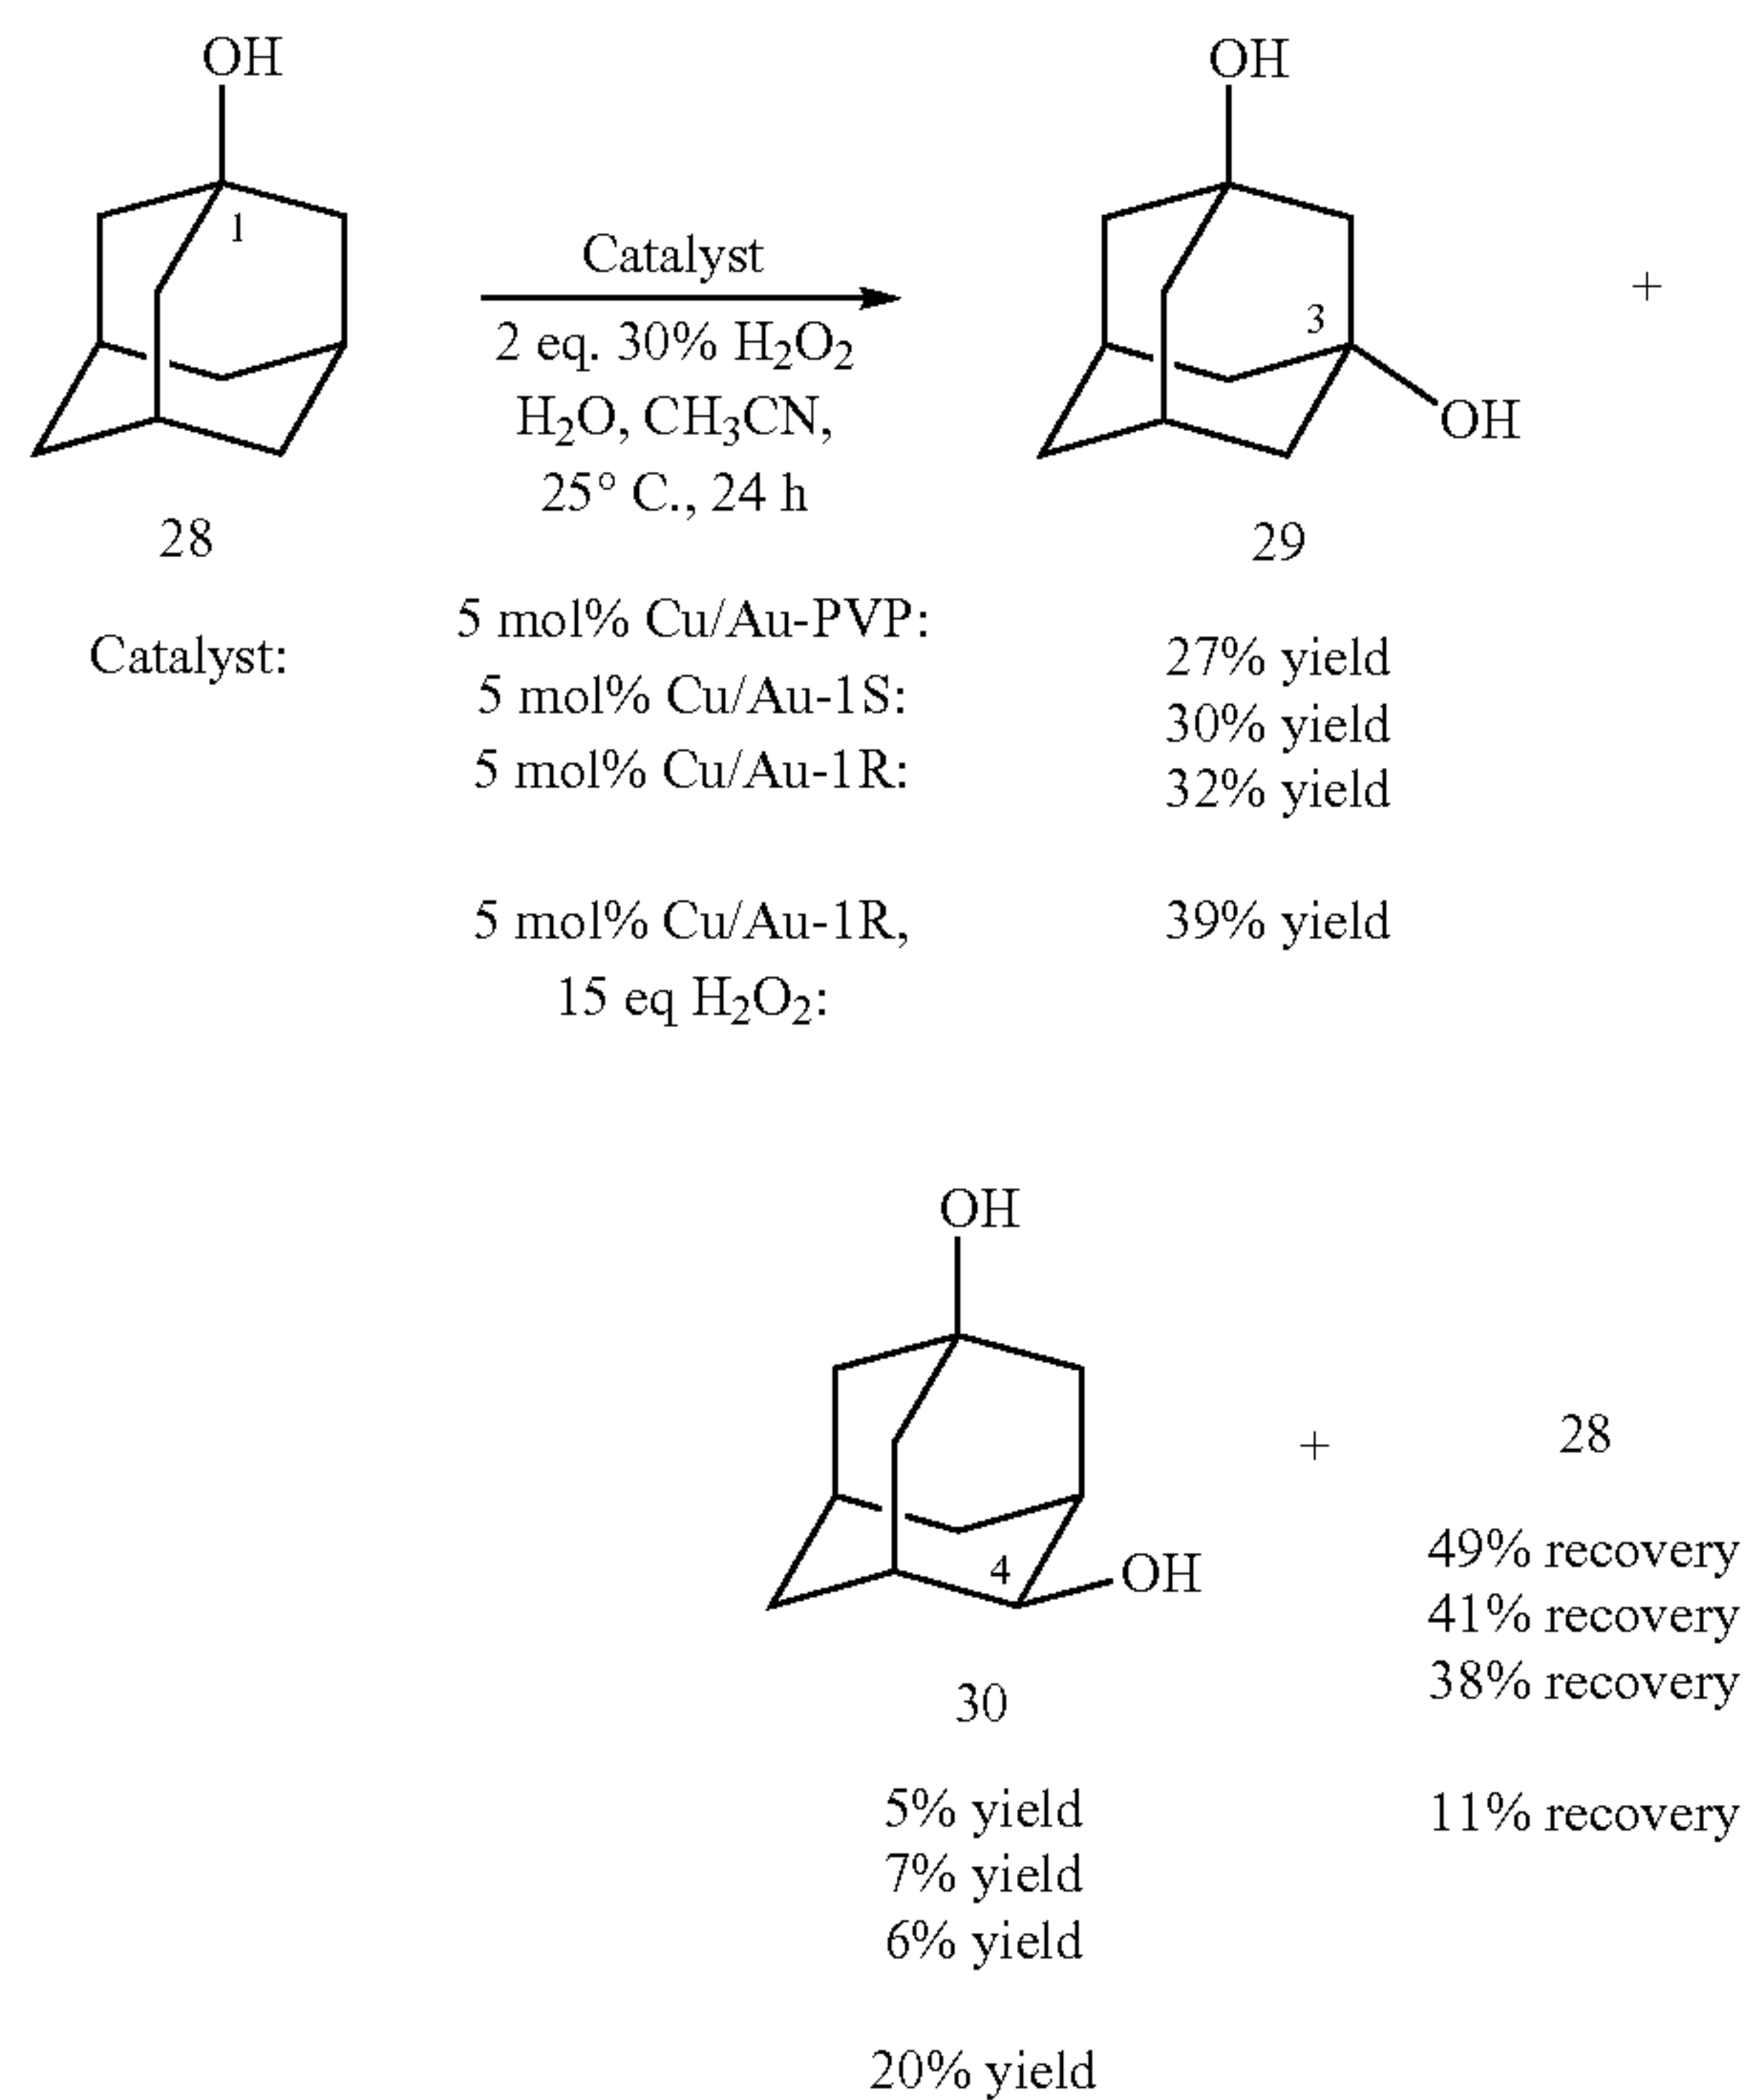 OH
1
28
Catalyst
2 eq. 30% H₂O₂
H₂O, CH₃CN,
25° C., 24 h
OH
3
OH
29
+
Catalyst:
5 mol% Cu/Au-PVP:
27% yield
5 mol% Cu/Au-1S:
30% yield
5 mol% Cu/Au-1R:
32% yield
5 mol% Cu/Au-1R,
39% yield
15 eq H₂O₂:
OH
4
OH
30
+
28
49% recovery
41% recovery
38% recovery
11% recovery
5% yield
7% yield
6% yield
20% yield